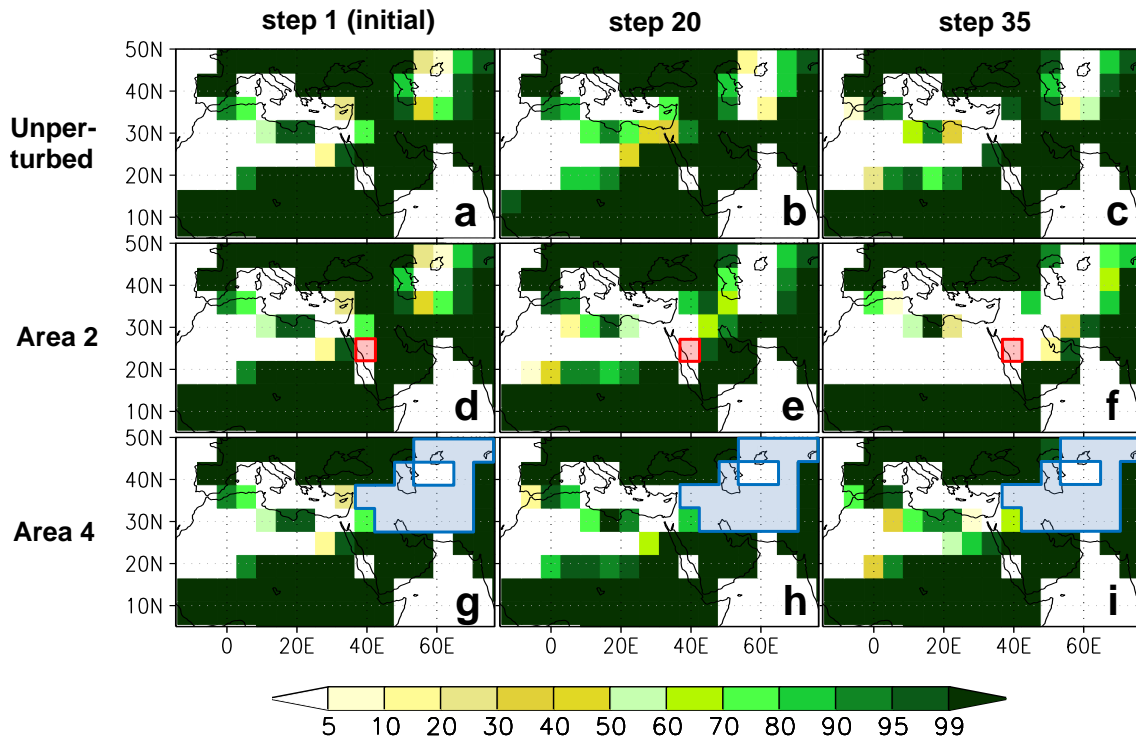 step 1 (initial) step 20 step 35
50N
40N
30N
20N
10N
Unper-
turbed
a b c
50N
40N
30N
20N
10N
Area 2
d e f
50N
40N
30N
20N
10N
Area 4
g h i
0 20E 40E 60E 0 20E 40E 60E 0 20E 40E 60E
5 10 20 30 40 50 60 70 80 90 95 99